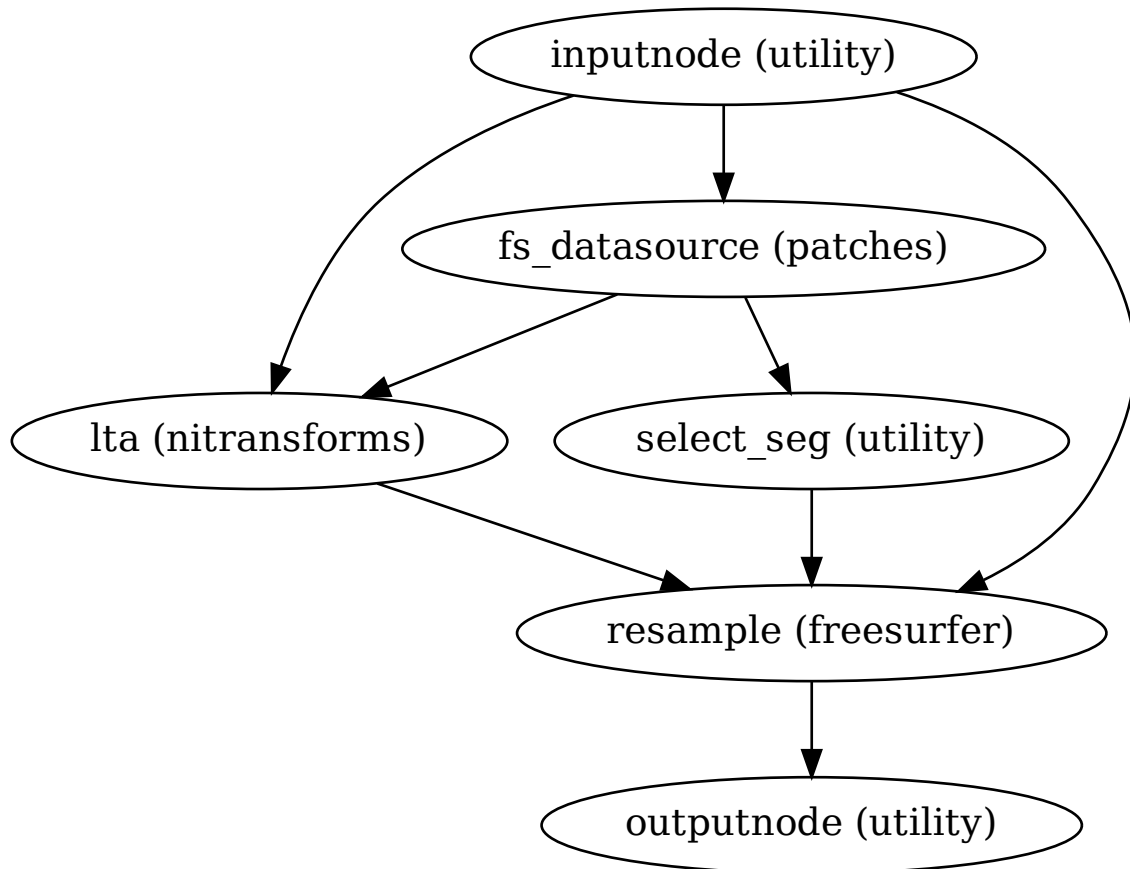 inputnode (utility)
fs_datasource (patches)
lta (nitransforms)
select_seg (utility)
resample (freesurfer)
outputnode (utility)